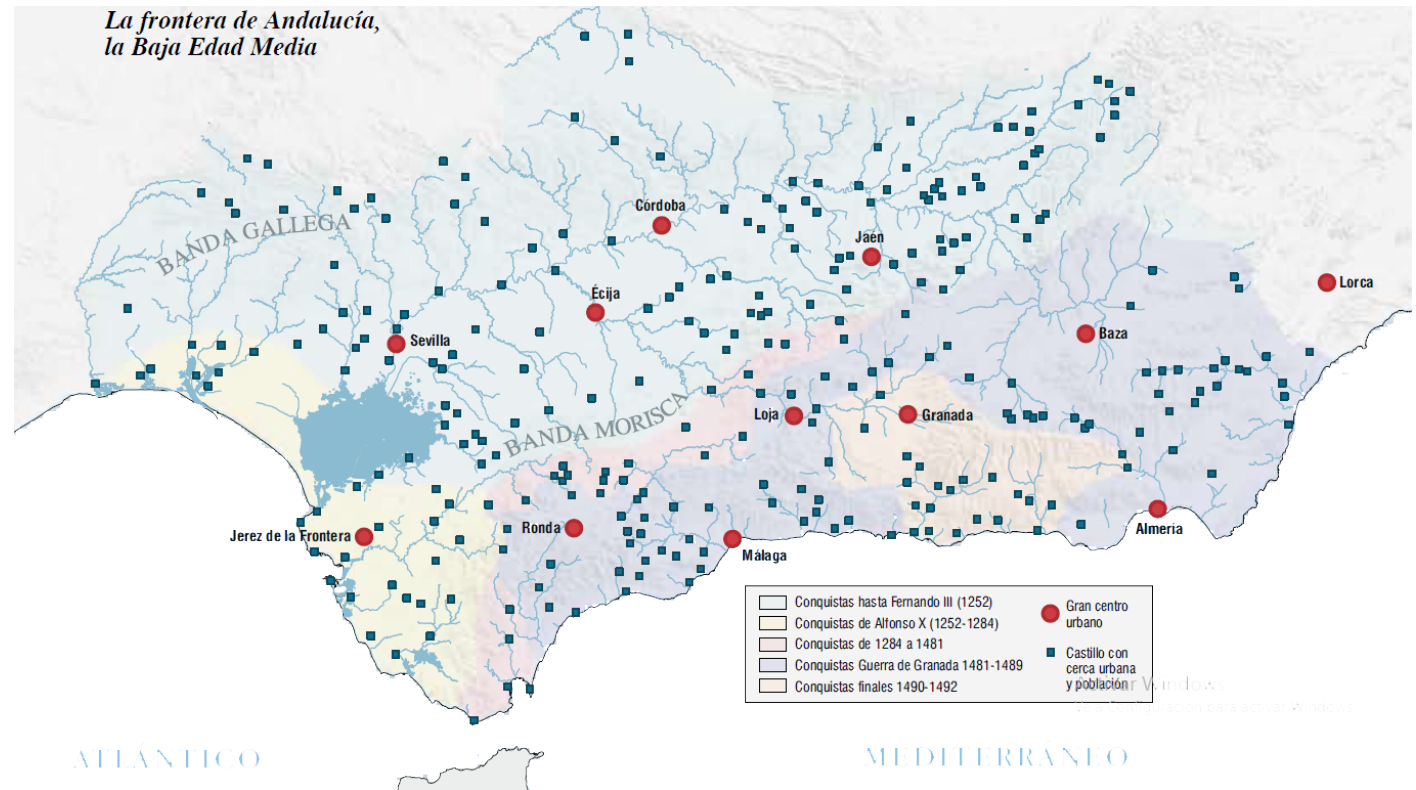 La frontera de Andalucía,
la Baja Edad Media
BANDA GALLEGA
Córdoba
Jaén
Lorca
Écija
Sevilla
Baza
BANDA MORISCA
Loja
Granada
Jerez de la Frontera
Ronda
Málaga
Almeria
Conquistas hasta Fernando III (1252)
Conquistas de Alfonso X (1252-1284)
Conquistas de 1284 a 1481
Conquistas Guerra de Granada 1481-1489
Conquistas finales 1490-1492
Gran centro
urbano
Castillo con
cerca urbana
y población
Activar Windows
ATLÁNTICO
MEDITERRANEO